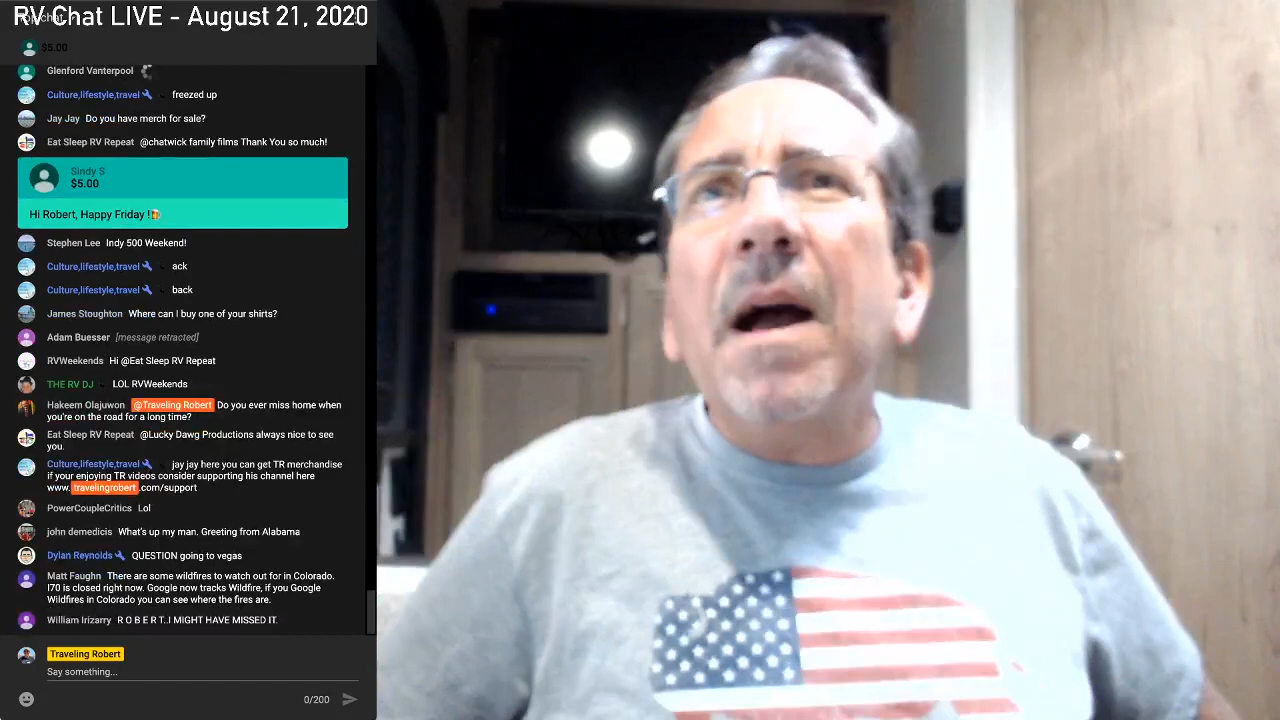 RV Chat LIVE - August 21, 2020
$5.00
Glenford Vanterpool
Culture,lifestyle,travel freezed up
Jay Jay Do you have merch for sale?
Eat Sleep RV Repeat @chatwick family films Thank You so much!
Sindy S
$5.00
Hi Robert, Happy Friday !🍺
Stephen Lee Indy 500 Weekend!
Culture,lifestyle,travel ack
Culture,lifestyle,travel back
James Stoughton Where can I buy one of your shirts?
Adam Buesser [message retracted]
RVWeekends Hi @Eat Sleep RV Repeat
THE RV DJ LOL RVWeekends
Hakeem Olajuwon @Traveling Robert Do you ever miss home when
you're on the road for a long time?
Eat Sleep RV Repeat @Lucky Dawg Productions always nice to see
you.
Culture,lifestyle,travel jay jay here you can get TR merchandise
if your enjoying TR videos consider supporting his channel here
www.travelingrobert.com/support
PowerCoupleCritics Lol
john demedicis What's up my man. Greeting from Alabama
Dylan Reynolds QUESTION going to vegas
Matt Faughn There are some wildfires to watch out for in Colorado.
I70 is closed right now. Google now tracks Wildfire, if you Google
Wildfires in Colorado you can see where the fires are.
William Irizarry R O B E R T..I MIGHT HAVE MISSED IT.
Traveling Robert
Say something...
0/200